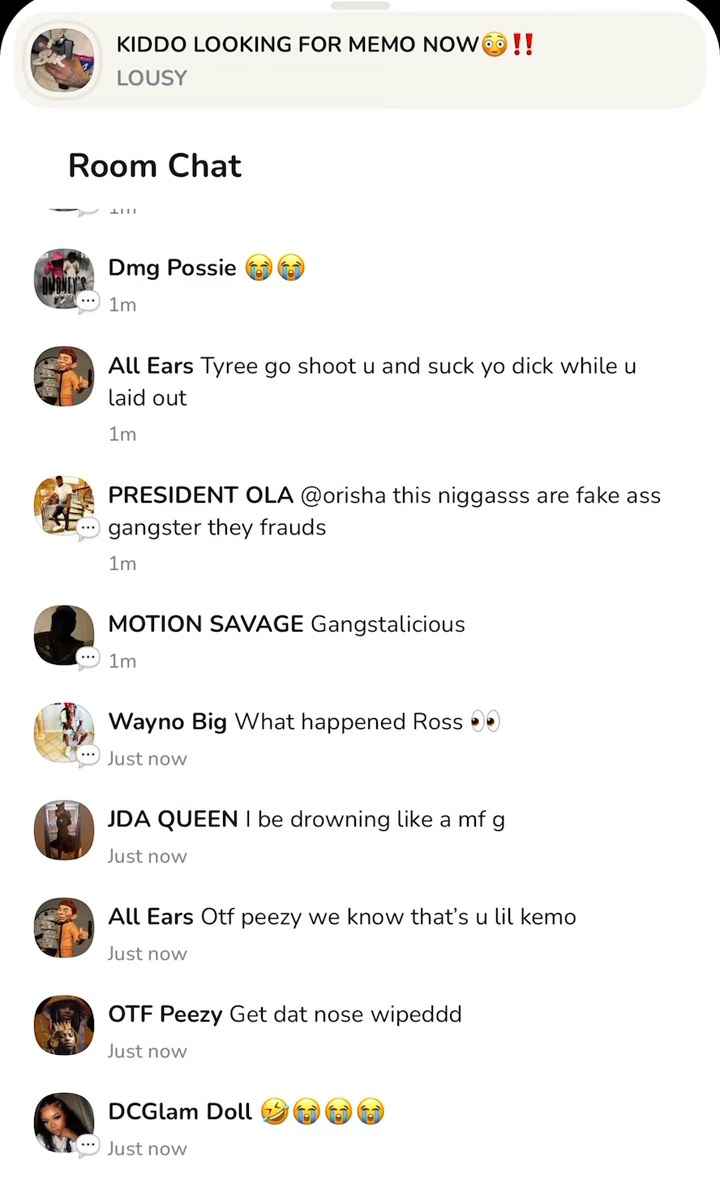 KIDDO LOOKING FOR MEMO NOW😳‼️
LOUSY
Room Chat
1m
Dmg Possie 😭😭
1m
All Ears Tyree go shoot u and suck yo dick while u
laid out
1m
PRESIDENT OLA @orisha this niggasss are fake ass
gangster they frauds
1m
MOTION SAVAGE Gangstalicious
1m
Wayno Big What happened Ross 👀
Just now
JDA QUEEN I be drowning like a mf g
Just now
All Ears Otf peezy we know that’s u lil kemo
Just now
OTF Peezy Get dat nose wipeddd
Just now
DCGlam Doll 🤣😭😭😭
Just now